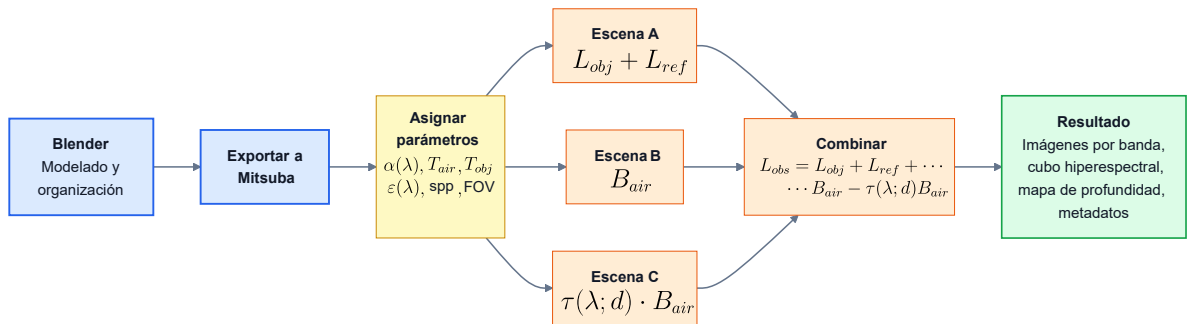 Blender
Modelado y
organización
Exportar a
Mitsuba
Asignar
parámetros
α(λ), T_air, T_obj
ε(λ), spp ,FOV
Escena A
L_obj + L_ref
Escena B
B_air
Escena C
τ(λ; d) · B_air
Combinar
L_obs = L_obj + L_ref + ⋯
⋯ B_air − τ(λ; d)B_air
Resultado
Imágenes por banda,
cubo hiperespectral,
mapa de profundidad,
metadatos